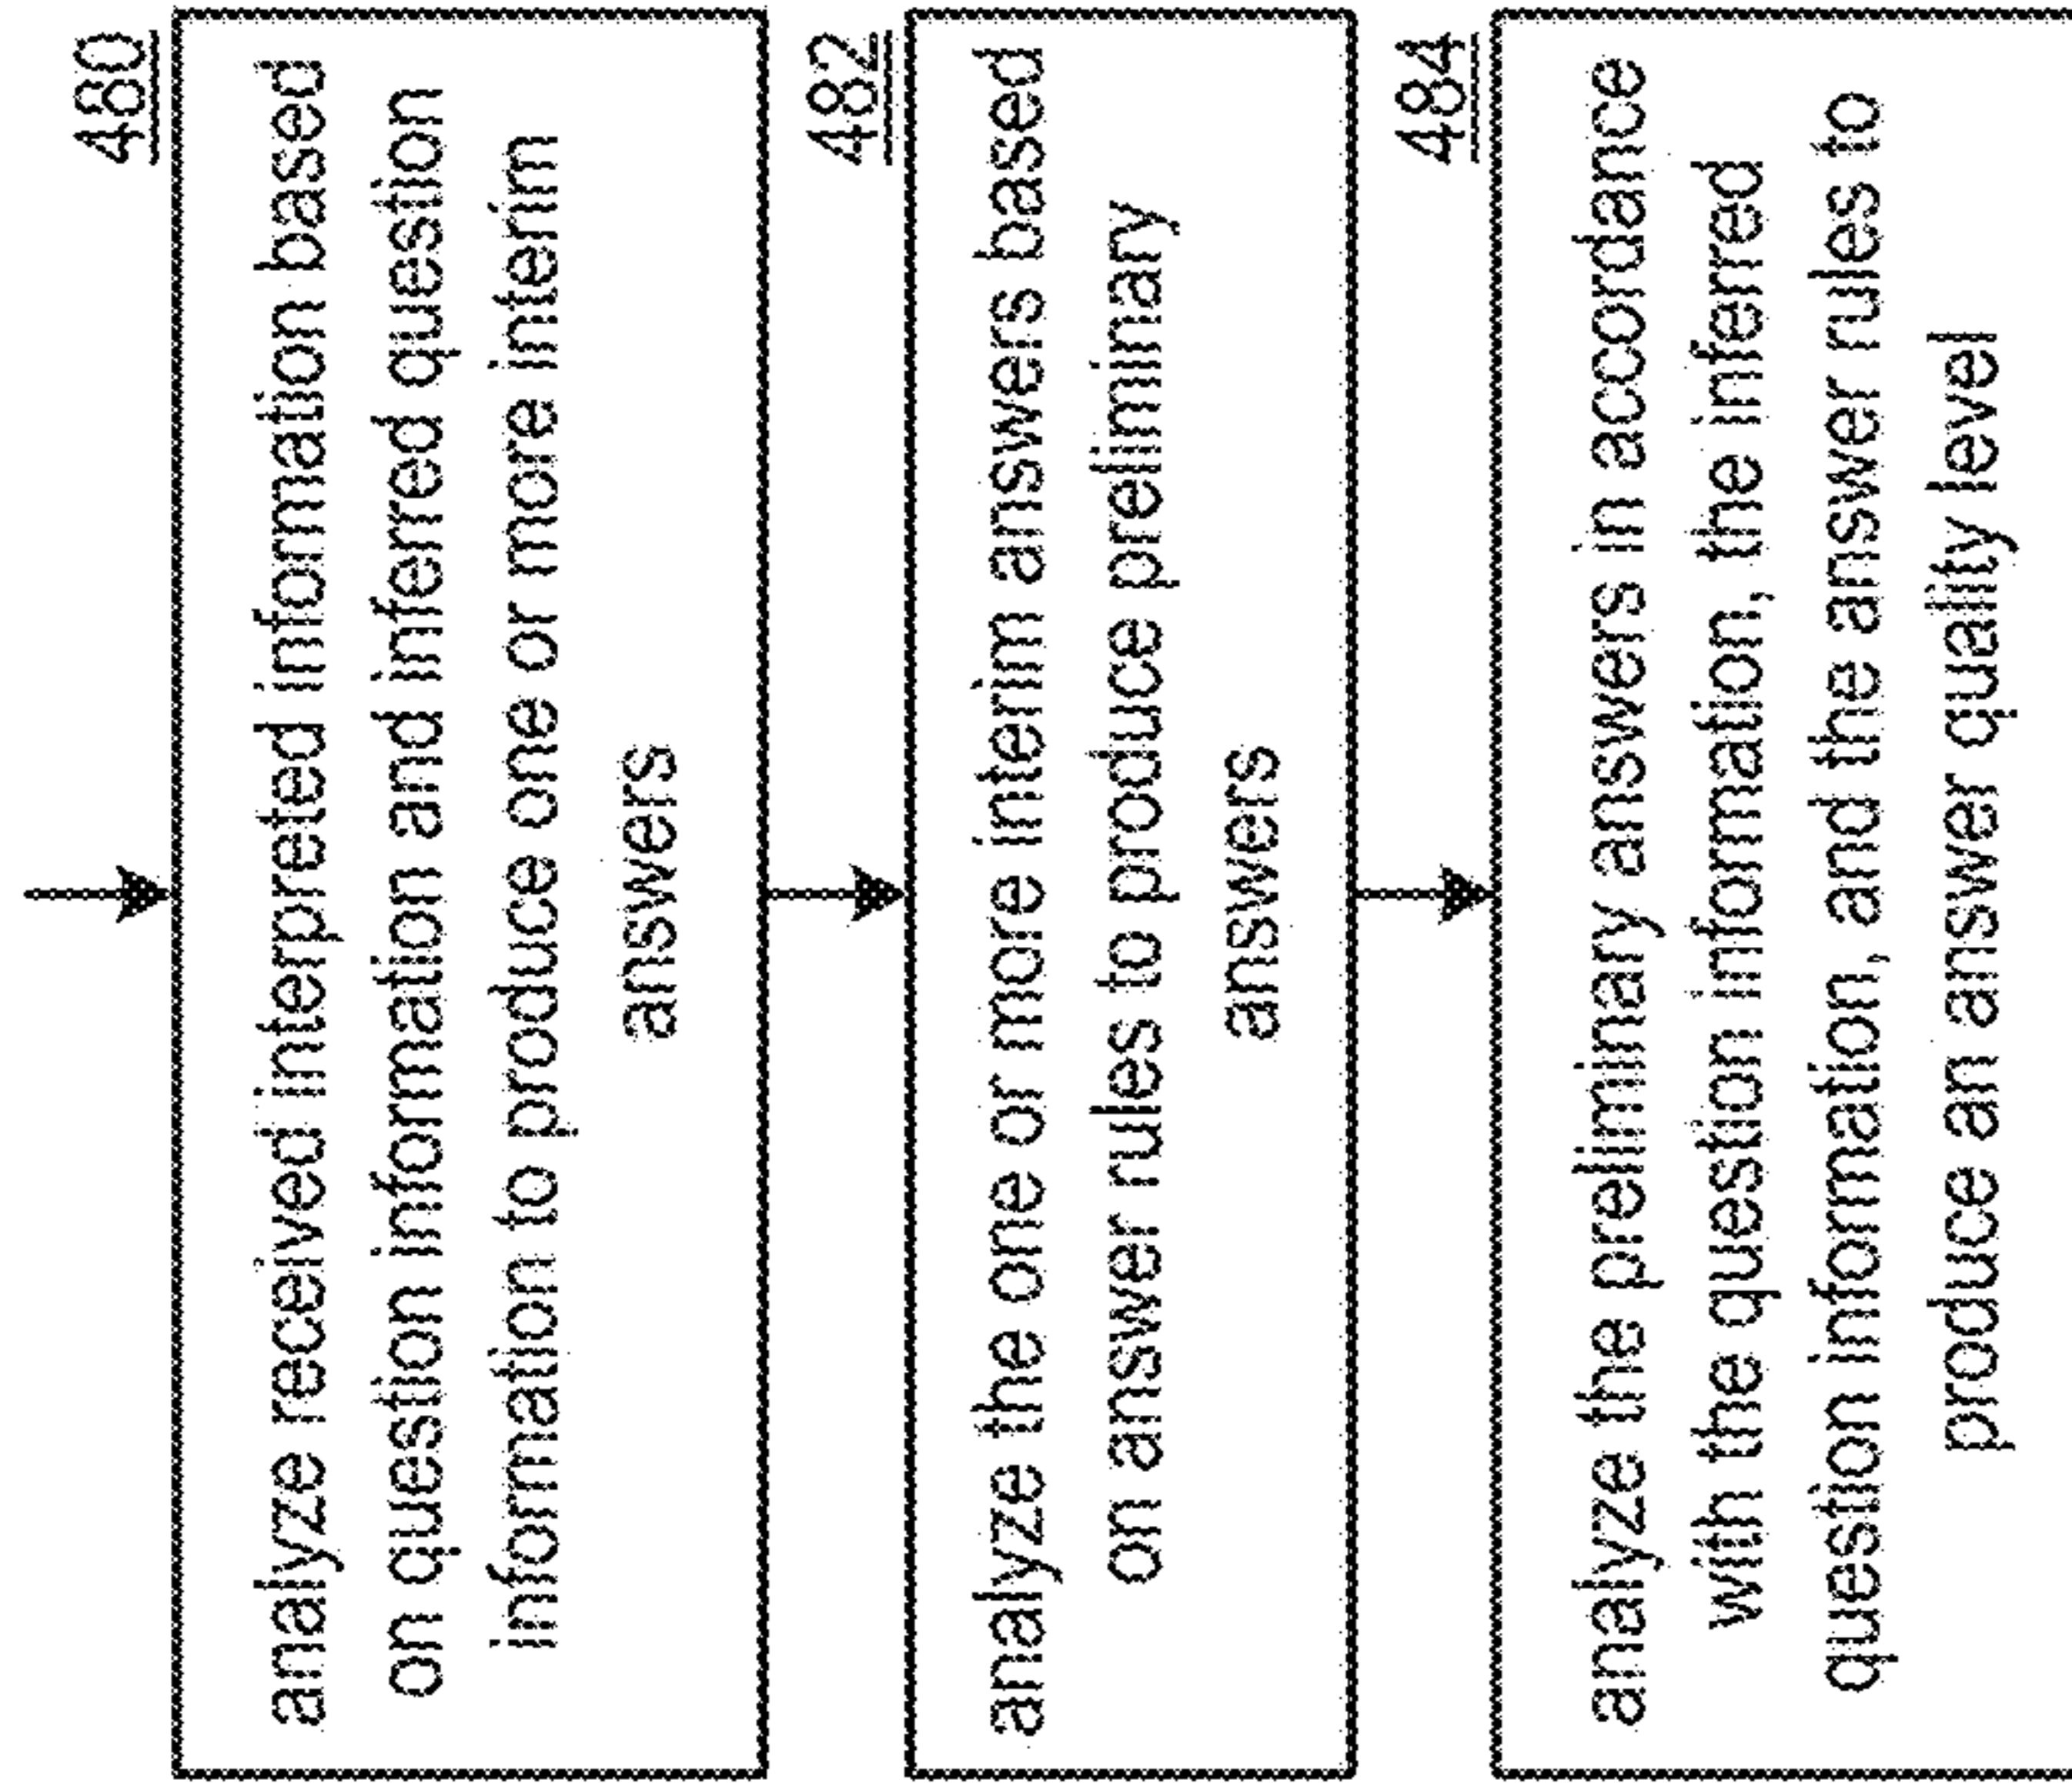 480
analyze received interpreted information based
on question information and inferred question
information to produce one or more interim
answers
482
analyze the one or more interim answers based
on answer rules to produce preliminary
answers
484
analyze the preliminary answers in accordance
with the question information, the inferred
question information, and the answer rules to
produce an answer quality level